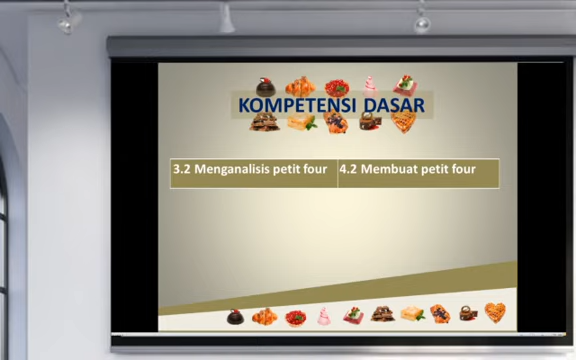 KOMPETENSI DASAR
3.2 Menganalisis petit four
4.2 Membuat petit four